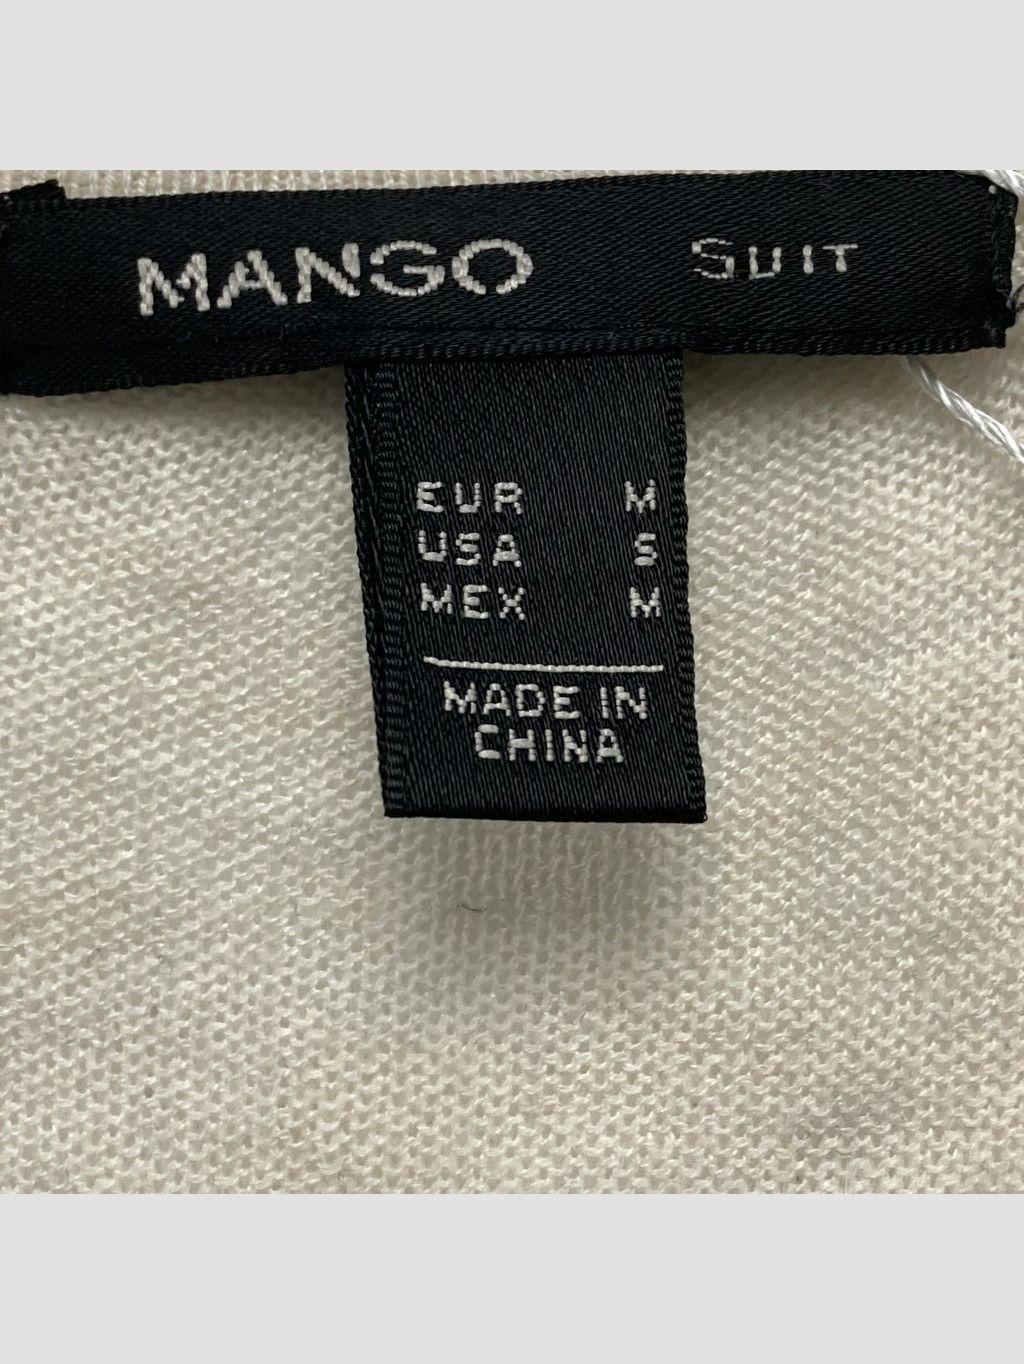 MANGO SUIT
EUR M
USA S
MEX M
MADE IN
CHINA